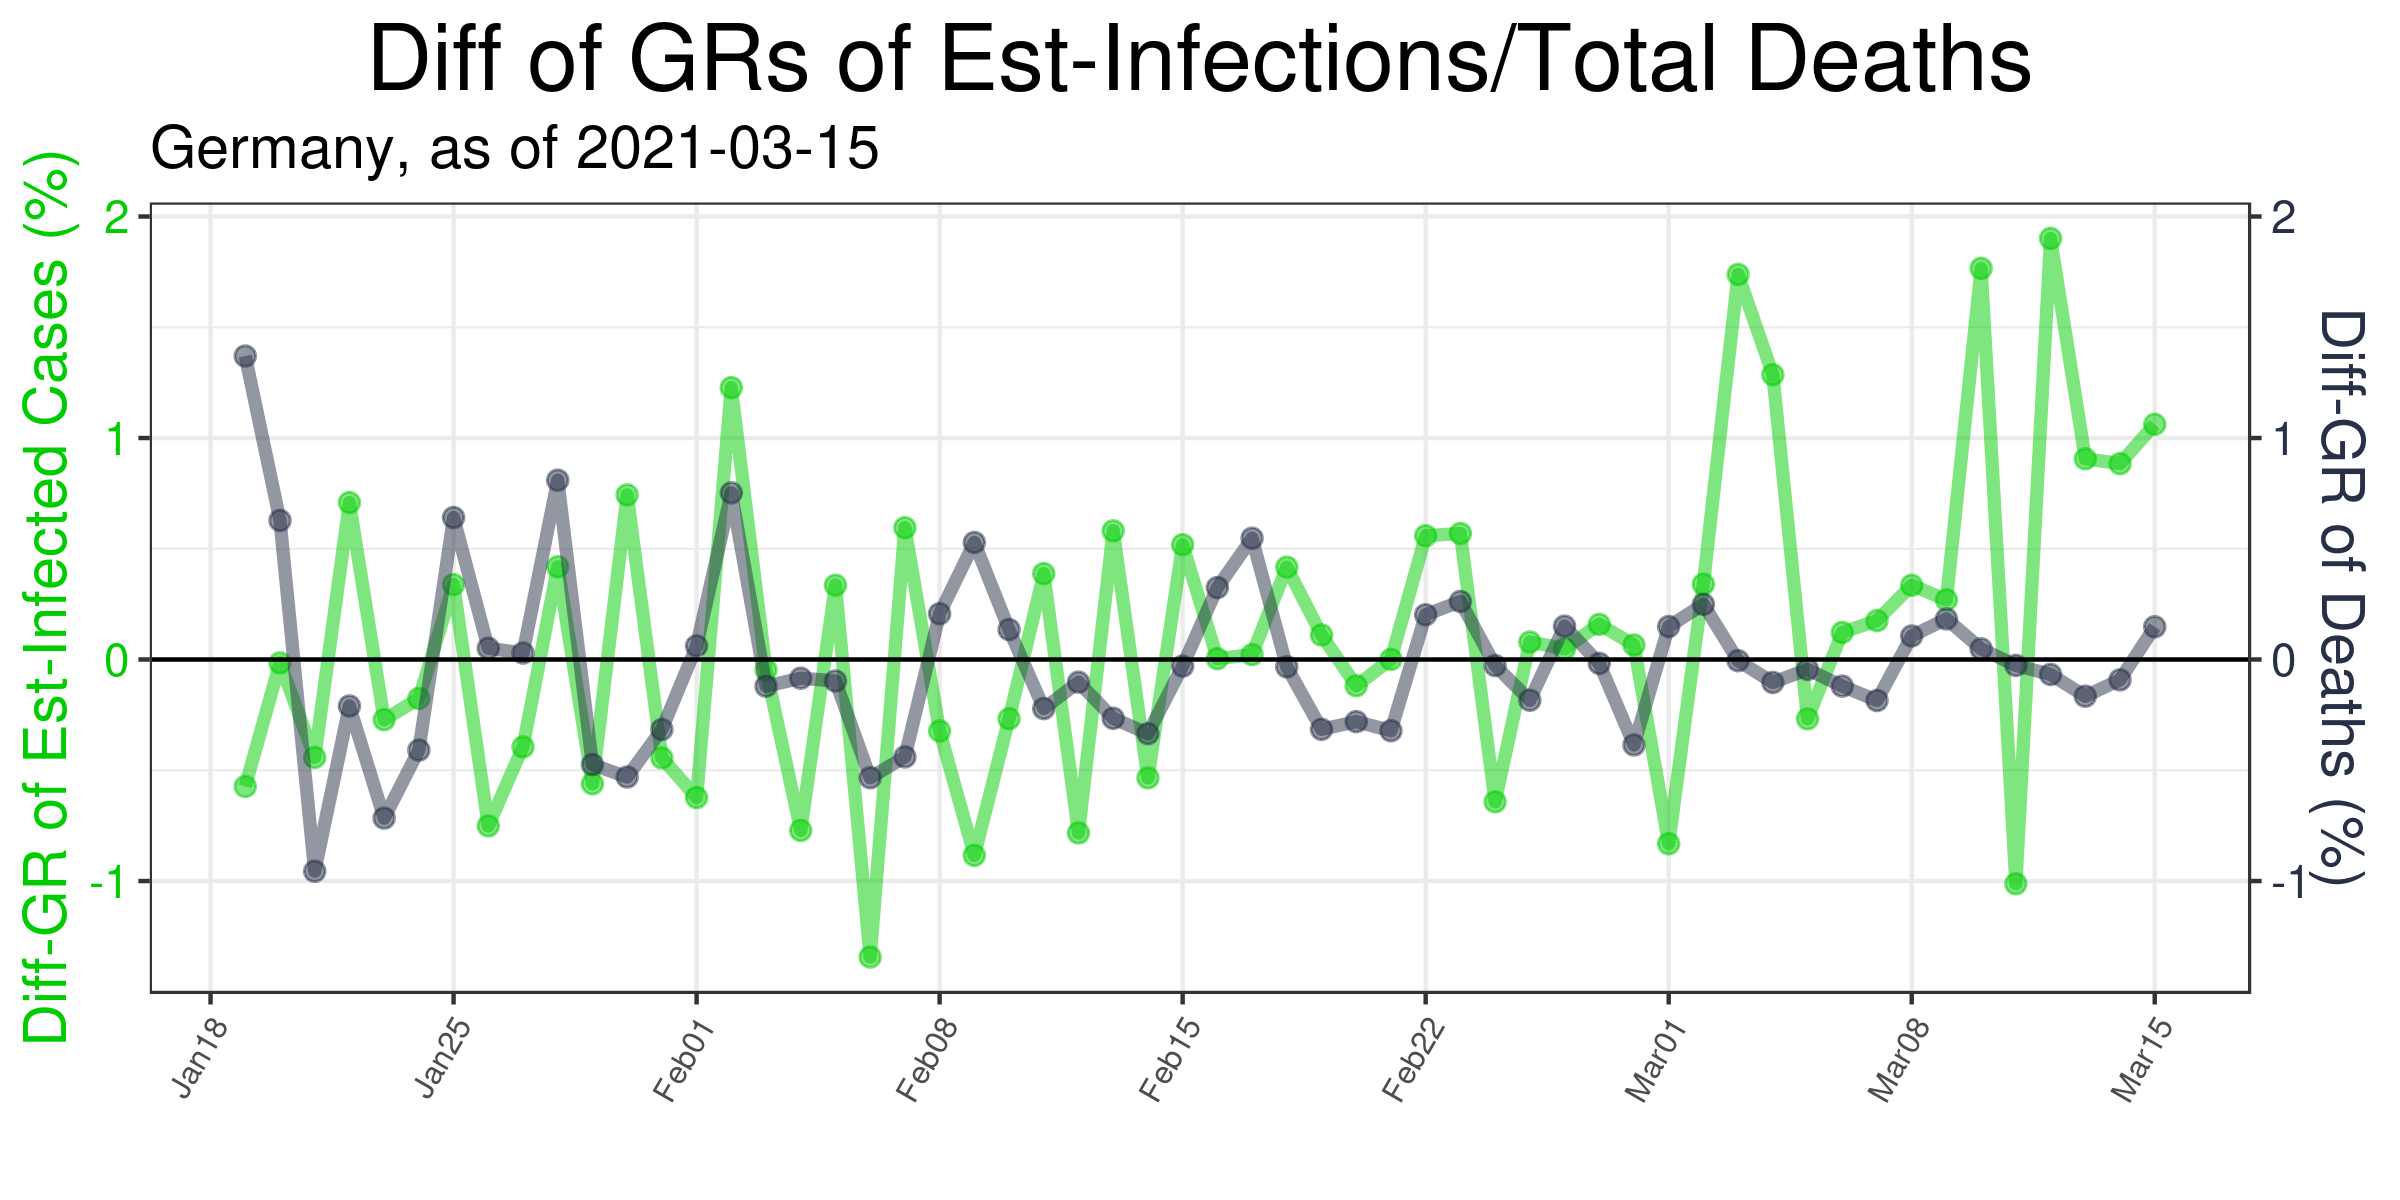 Diff of GRs of Est-Infections/Total Deaths
Germany, as of 2021-03-15
Diff-GR of Est-Infected Cases (%)
2
1
0
-1
2
1
0
-1
Diff-GR of Deaths (%)
Jan18
Jan25
Feb01
Feb08
Feb15
Feb22
Mar01
Mar08
Mar15